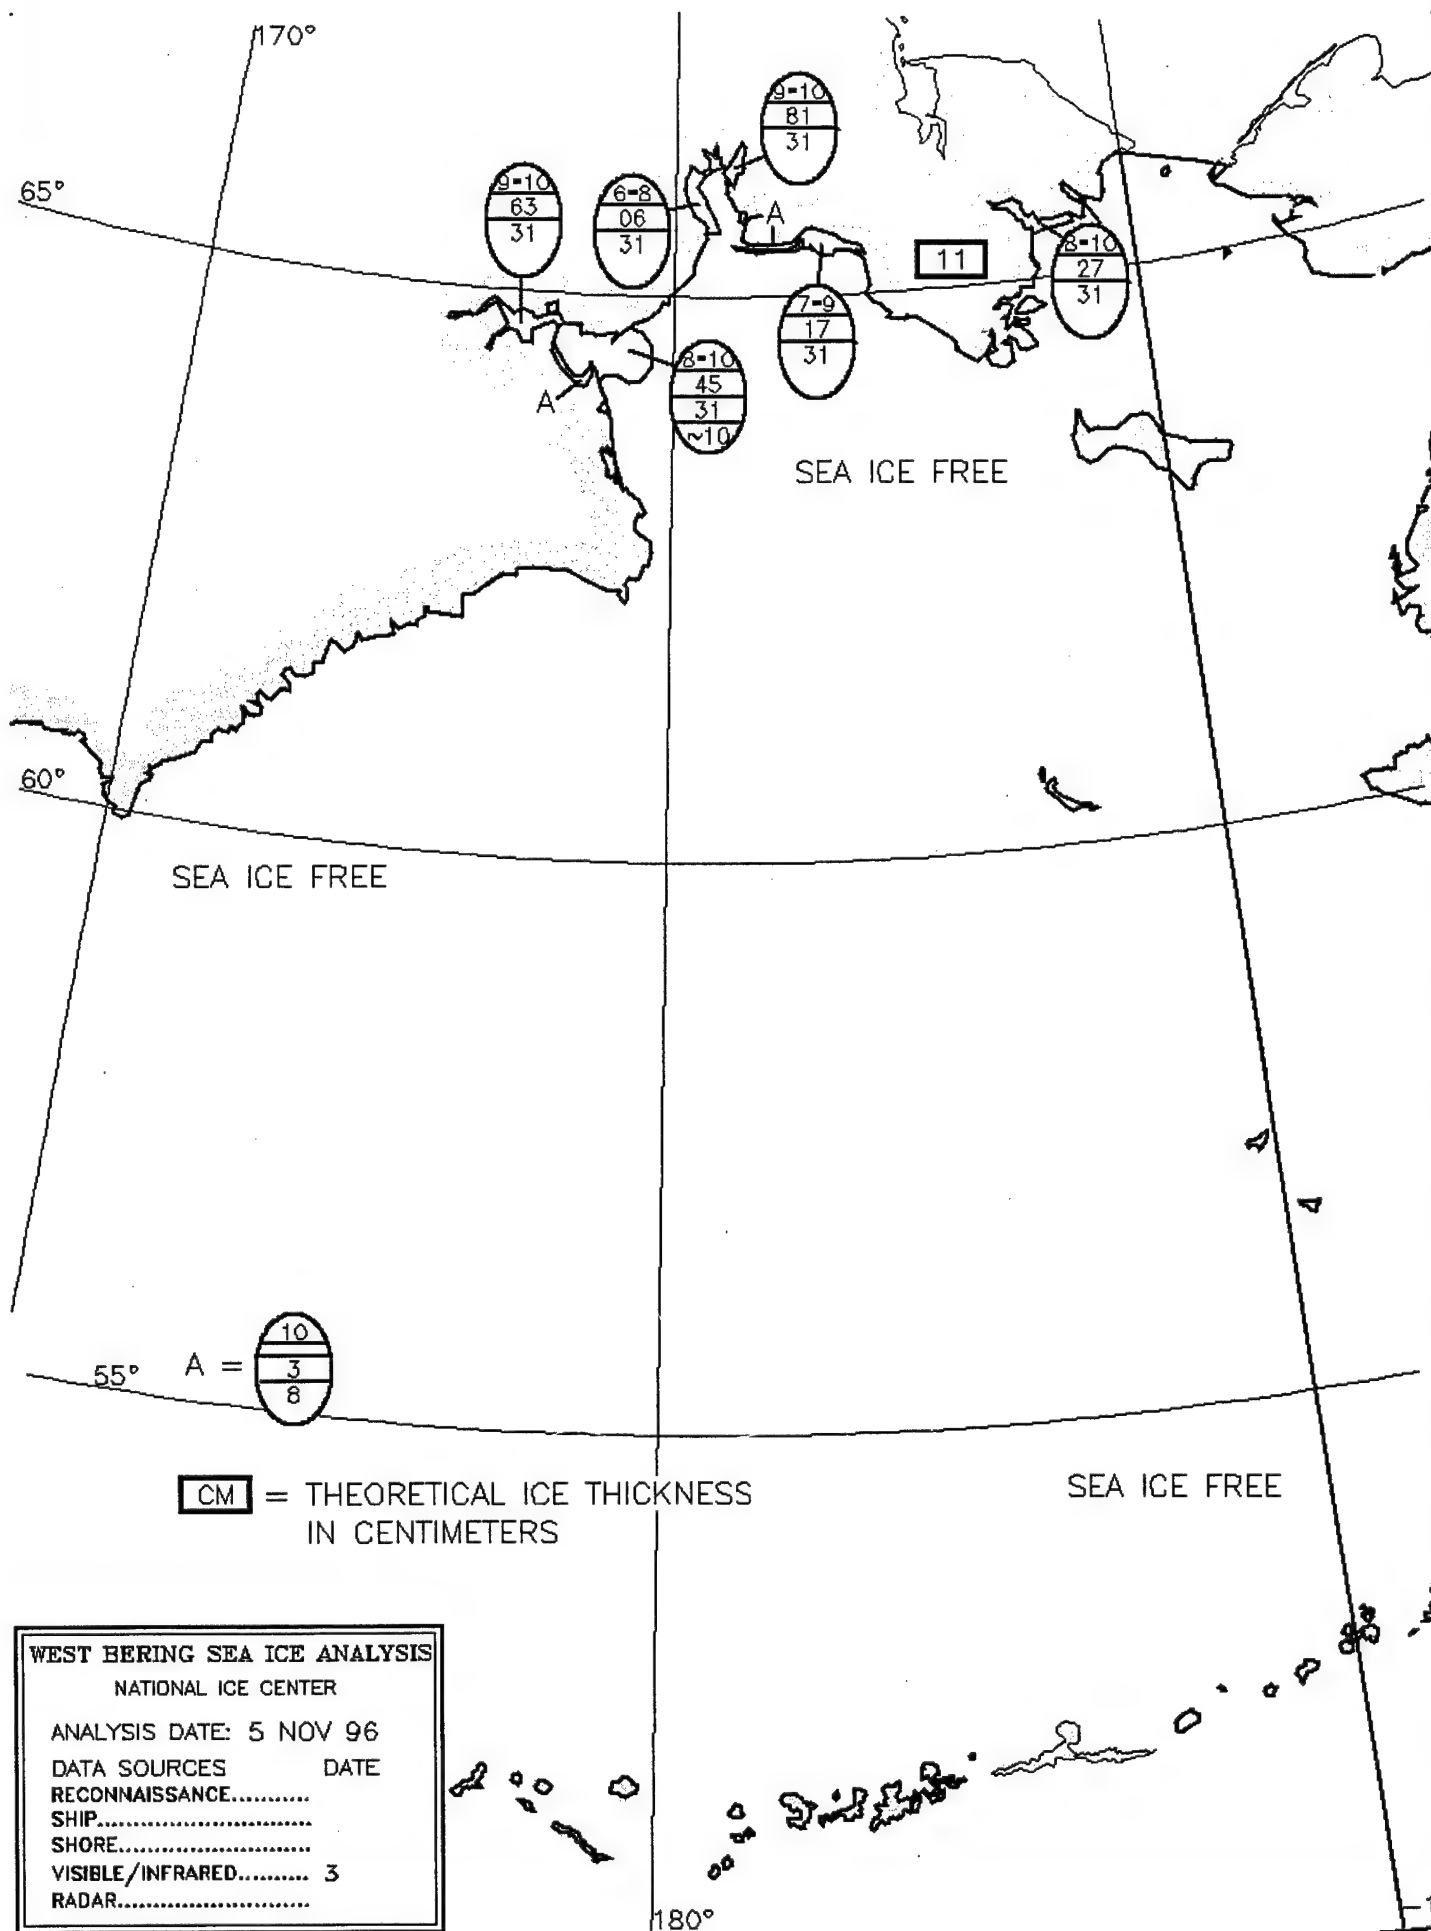 170°
9-10
81
31
65°
9-10
63
31
6-8
06
31
A
11
8-10
27
31
7-9
17
31
8-10
45
31
~10
A
SEA ICE FREE
60°
SEA ICE FREE
10
A =
3
8
55°
CM = THEORETICAL ICE THICKNESS
IN CENTIMETERS
SEA ICE FREE
WEST BERING SEA ICE ANALYSIS
NATIONAL ICE CENTER
ANALYSIS DATE: 5 NOV 96
DATA SOURCES DATE
RECONNAISSANCE..........
SHIP...........................
SHORE........................
VISIBLE/INFRARED......... 3
RADAR........................
180°